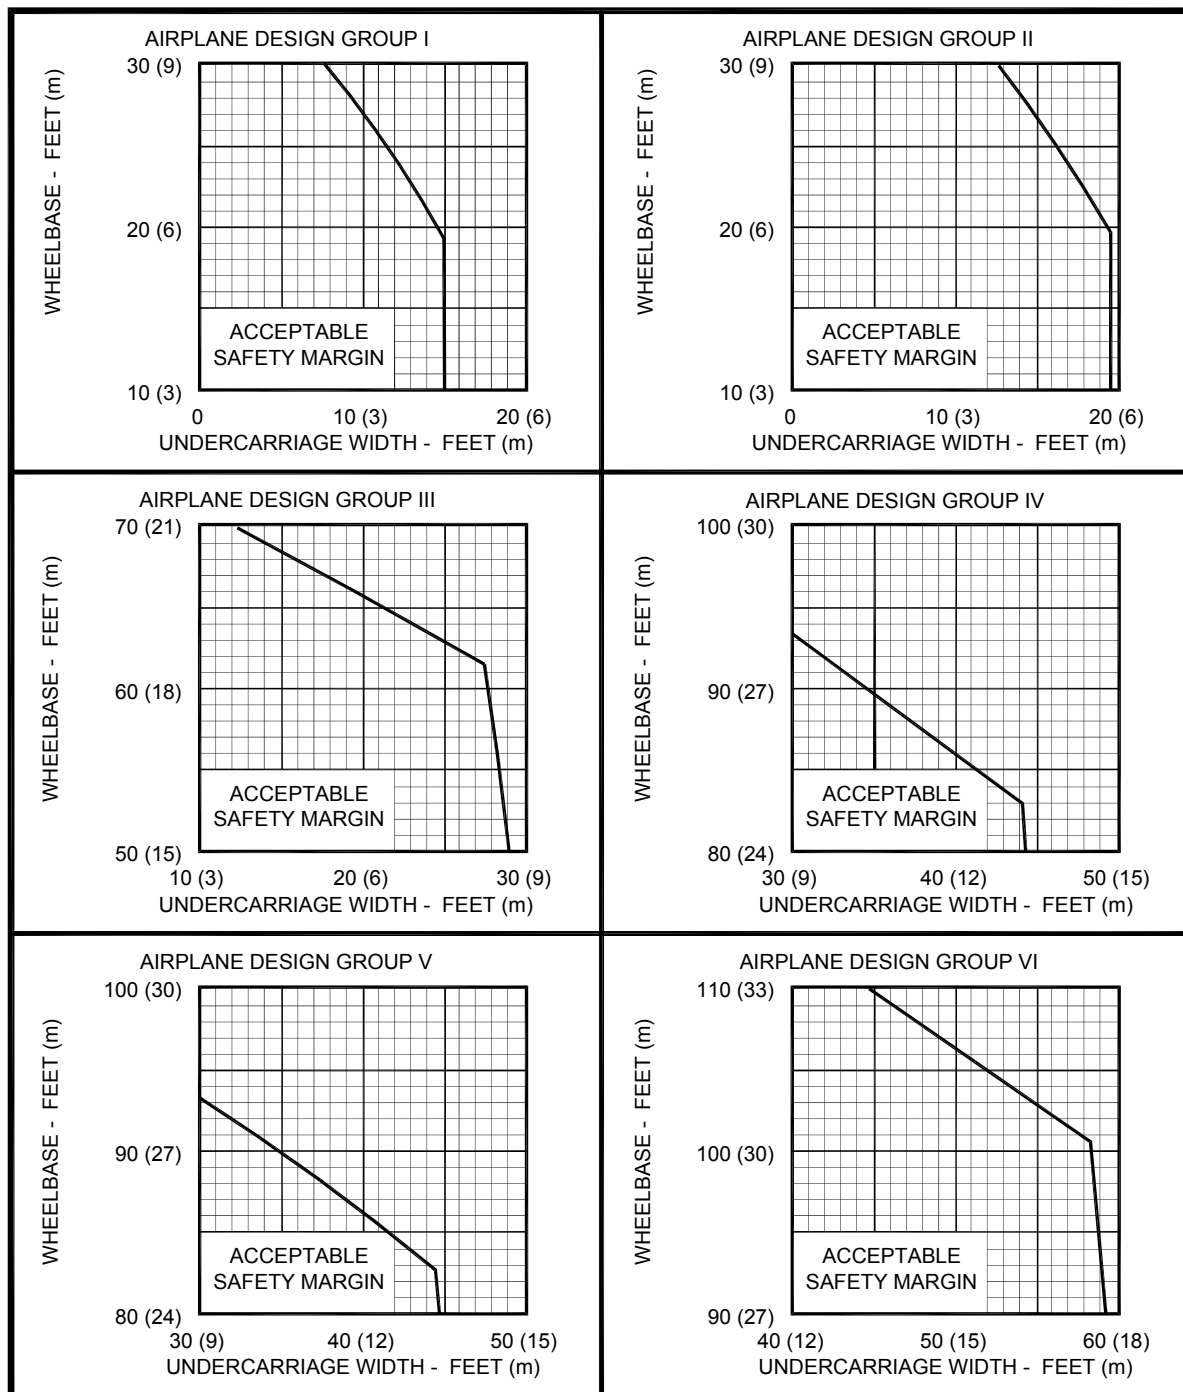 AIRPLANE DESIGN GROUP I
WHEELBASE - FEET (m)
30 (9)
20 (6)
10 (3)
ACCEPTABLE
SAFETY MARGIN
0 10 (3) 20 (6)
UNDERCARRIAGE WIDTH - FEET (m)
AIRPLANE DESIGN GROUP II
WHEELBASE - FEET (m)
30 (9)
20 (6)
10 (3)
ACCEPTABLE
SAFETY MARGIN
0 10 (3) 20 (6)
UNDERCARRIAGE WIDTH - FEET (m)
AIRPLANE DESIGN GROUP III
WHEELBASE - FEET (m)
70 (21)
60 (18)
50 (15)
ACCEPTABLE
SAFETY MARGIN
10 (3) 20 (6) 30 (9)
UNDERCARRIAGE WIDTH - FEET (m)
AIRPLANE DESIGN GROUP IV
WHEELBASE - FEET (m)
100 (30)
90 (27)
80 (24)
ACCEPTABLE
SAFETY MARGIN
30 (9) 40 (12) 50 (15)
UNDERCARRIAGE WIDTH - FEET (m)
AIRPLANE DESIGN GROUP V
WHEELBASE - FEET (m)
100 (30)
90 (27)
80 (24)
ACCEPTABLE
SAFETY MARGIN
30 (9) 40 (12) 50 (15)
UNDERCARRIAGE WIDTH - FEET (m)
AIRPLANE DESIGN GROUP VI
WHEELBASE - FEET (m)
110 (33)
100 (30)
90 (27)
ACCEPTABLE
SAFETY MARGIN
40 (12) 50 (15) 60 (18)
UNDERCARRIAGE WIDTH - FEET (m)